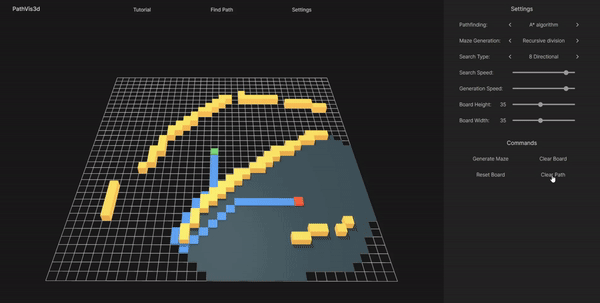 PathVis3d Tutorial Find Path Settings
Settings
Pathfinding: < A* algorithm >
Maze Generation: < Recursive division >
Search Type: < 8 Directional >
Search Speed:
Generation Speed:
Board Height: 35
Board Width: 35
Commands
Generate Maze Clear Board
Reset Board Clear Path